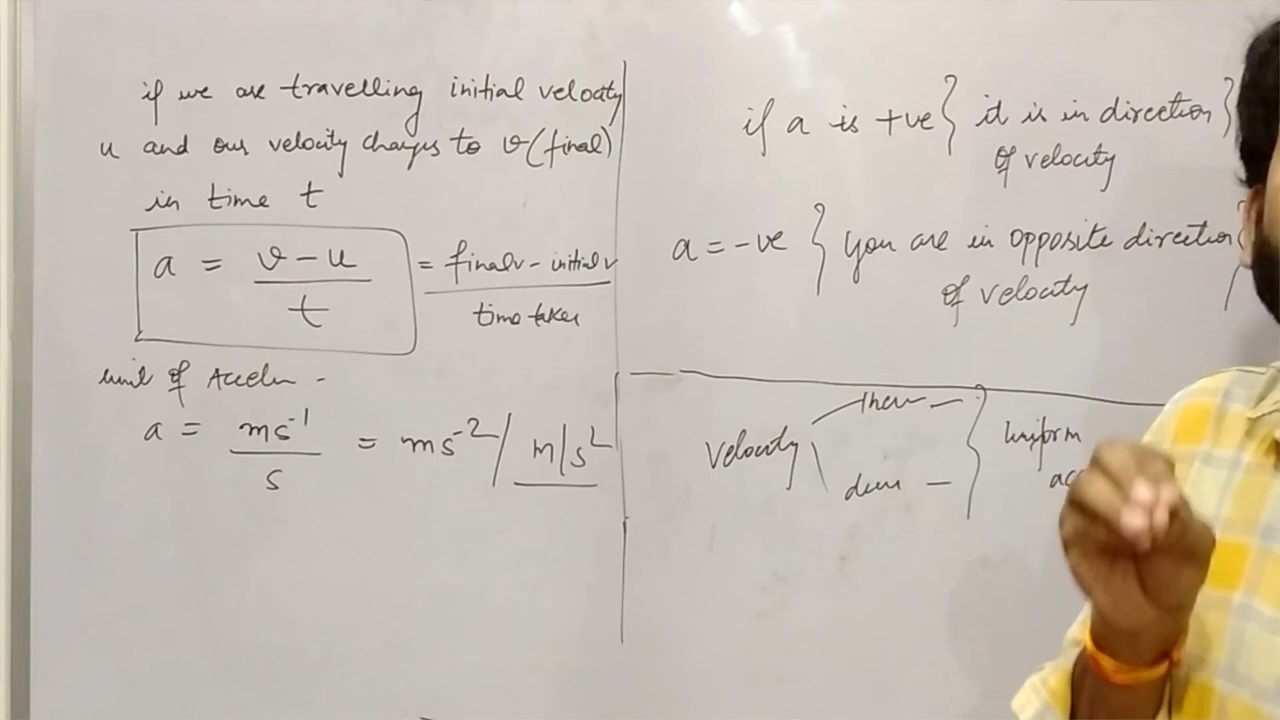 if we are travelling initial velocity
u and our velocity changes to v (final)
in time t
a = v - u / t = final v - initial v / time taken
unit of Acceln -
a = ms⁻¹ / s = ms⁻² / m/s²
if a is +ve { it is in direction }
of velocity
a = -ve } you are in opposite direction
of velocity
Velocity
Uniform
acc